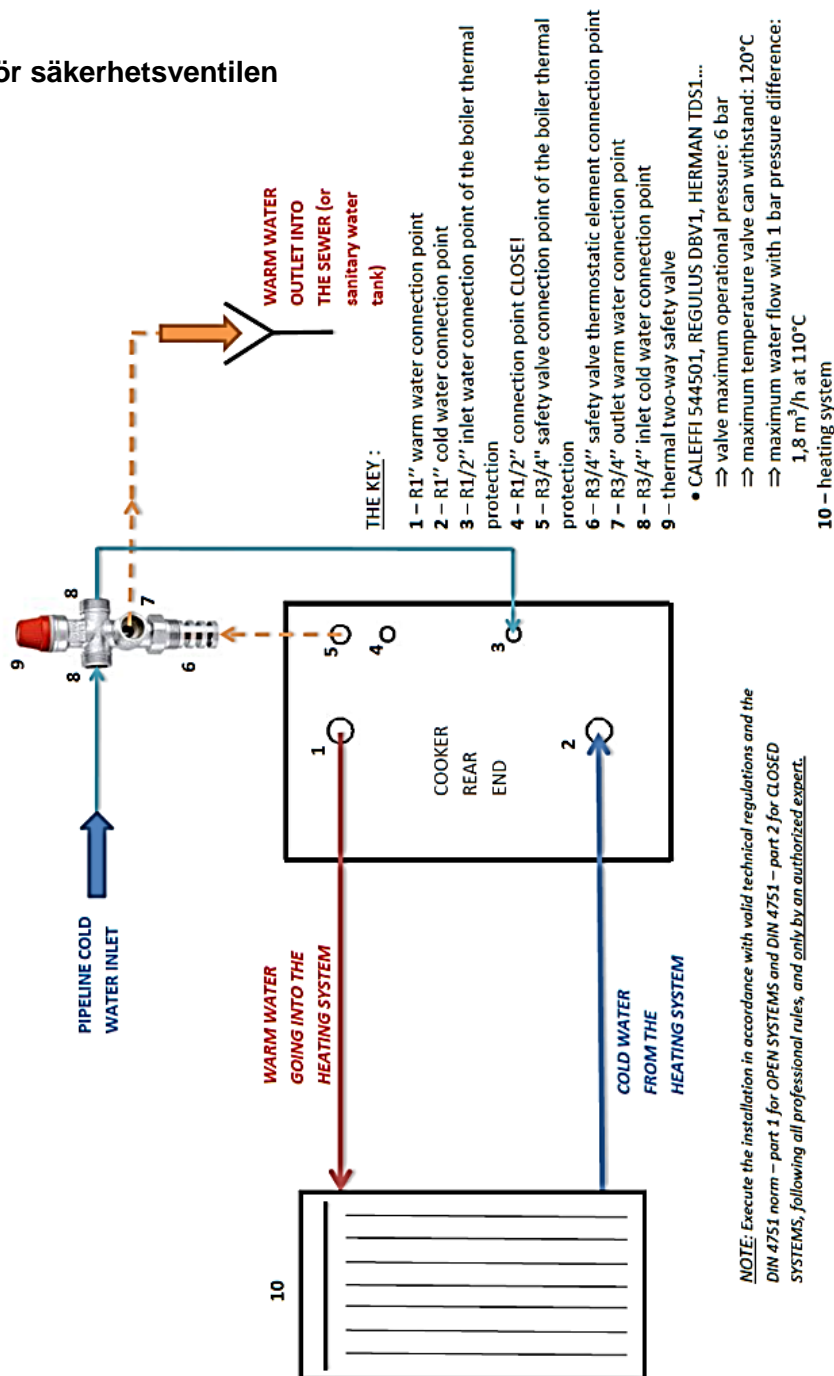 ör säkerhetsventilen
PIPELINE COLD
WATER INLET
8
9
8
7
6
WARM WATER
OUTLET INTO
THE SEWER (or
sanitary water
tank)
WARM WATER
GOING INTO THE
HEATING SYSTEM
COLD WATER
FROM THE
HEATING SYSTEM
10
1
2
COOKER
REAR
END
5
4
3
THE KEY :
1 – R1″ warm water connection point
2 – R1″ cold water connection point
3 – R1/2″ inlet water connection point of the boiler thermal
protection
4 – R1/2″ connection point CLOSE!
5 – R3/4" safety valve connection point of the boiler thermal
protection
6 – R3/4″ safety valve thermostatic element connection point
7 – R3/4″ outlet warm water connection point
8 – R3/4″ inlet cold water connection point
9 – thermal two-way safety valve
• CALEFFI 544501, REGULUS DBV1, HERMAN TDS1...
⇒ valve maximum operational pressure: 6 bar
⇒ maximum temperature valve can withstand: 120°C
⇒ maximum water flow with 1 bar pressure difference:
1,8 m³/h at 110°C
10 – heating system
NOTE: Execute the installation in accordance with valid technical regulations and the
DIN 4751 norm – part 1 for OPEN SYSTEMS and DIN 4751 – part 2 for CLOSED
SYSTEMS, following all professional rules, and only by an authorized expert.